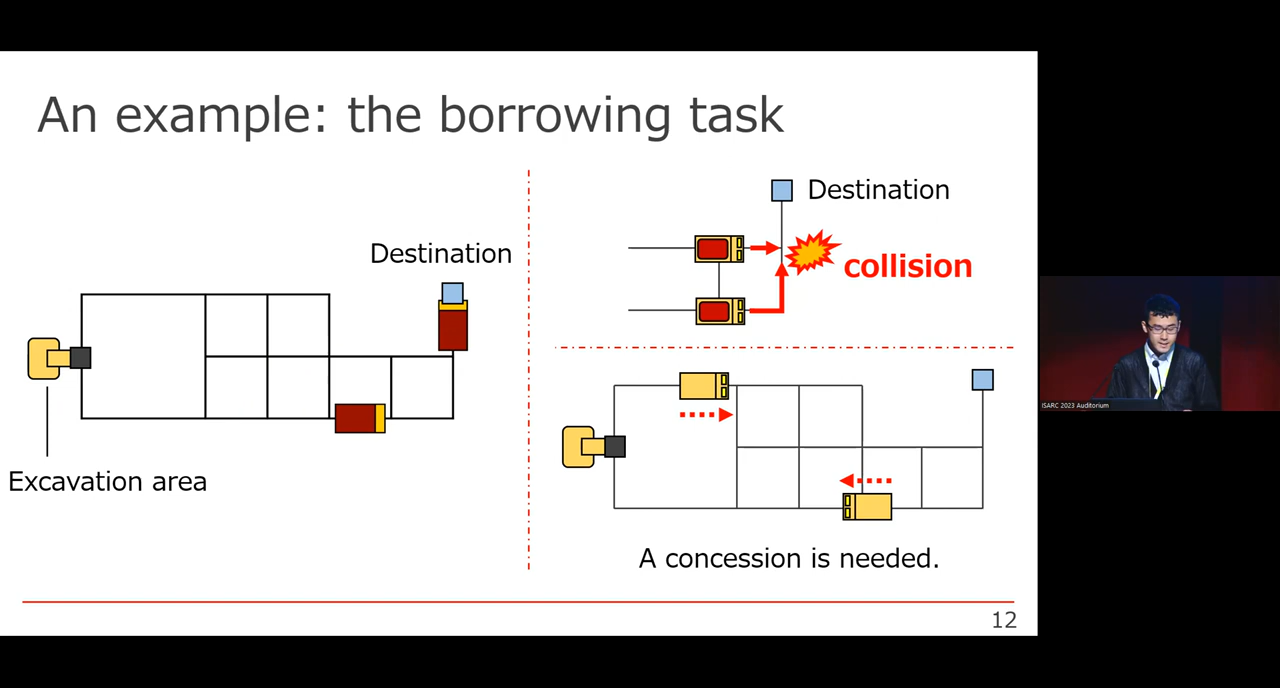 An example: the borrowing task
Destination
Excavation area
Destination
collision
A concession is needed.
12
ISARC 2023 Auditorium